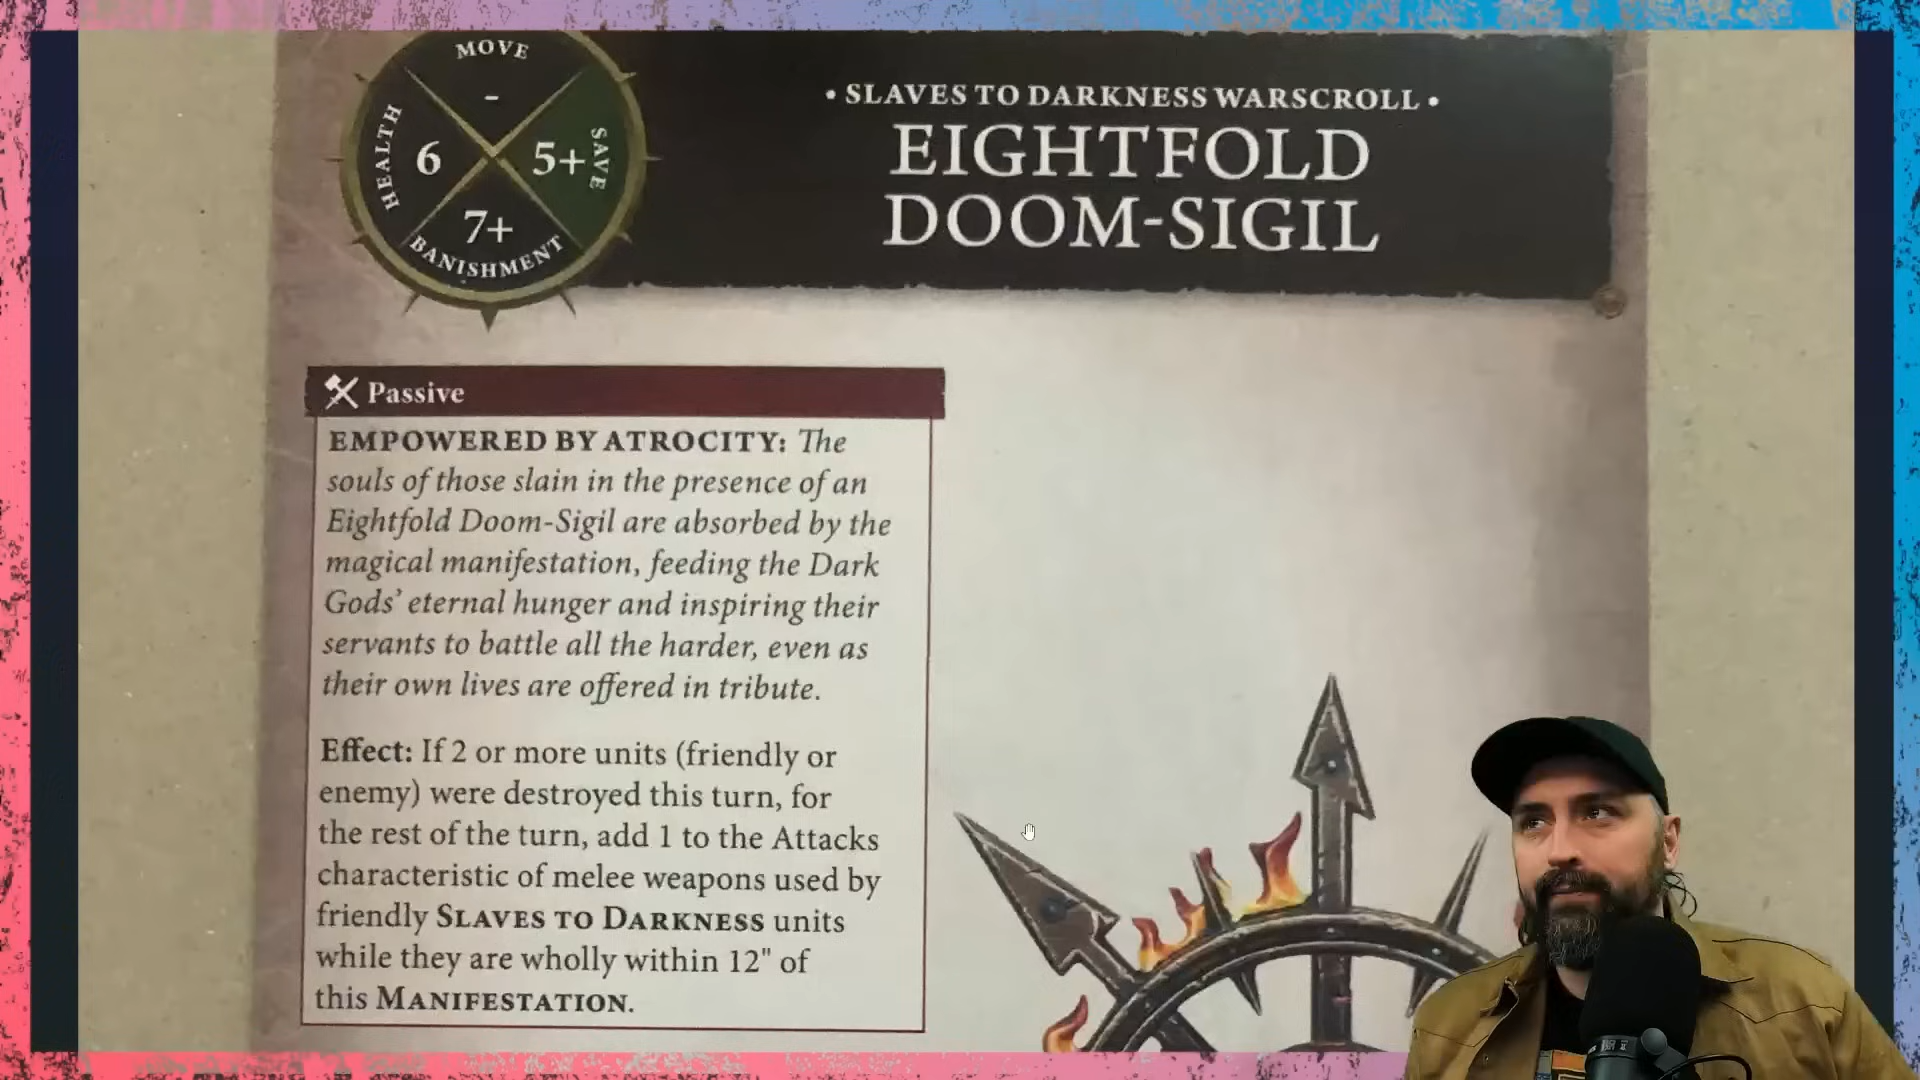 MOVE
-
HEALTH
6
5+
SAVE
7+
BANISHMENT
• SLAVES TO DARKNESS WARSCROLL •
EIGHTFOLD
DOOM-SIGIL
Passive
EMPOWERED BY ATROCITY: The
souls of those slain in the presence of an
Eightfold Doom-Sigil are absorbed by the
magical manifestation, feeding the Dark
Gods' eternal hunger and inspiring their
servants to battle all the harder, even as
their own lives are offered in tribute.
Effect: If 2 or more units (friendly or
enemy) were destroyed this turn, for
the rest of the turn, add 1 to the Attacks
characteristic of melee weapons used by
friendly SLAVES TO DARKNESS units
while they are wholly within 12" of
this MANIFESTATION.